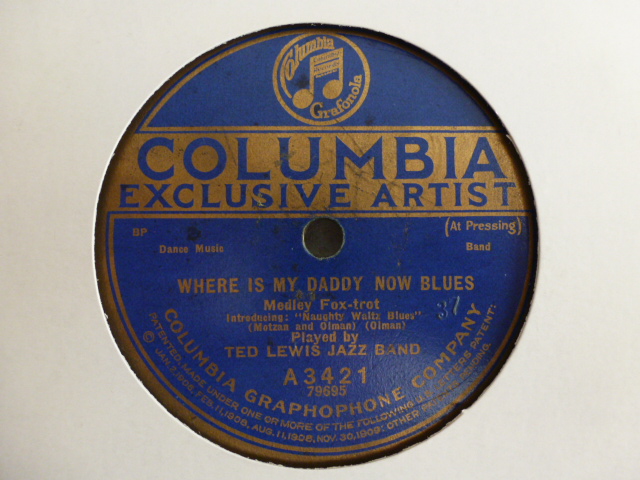 Columbia
Grafonola
COLUMBIA
EXCLUSIVE ARTIST
BP
(At Pressing)
Dance Music
Band
WHERE IS MY DADDY NOW BLUES
Medley Fox-trot
Introducing: "Naughty Waltz Blues"
(Motzan and Olman) (Olman)
37
Played by
TED LEWIS JAZZ BAND
A3421
79695
COLUMBIA GRAPHOPHONE COMPANY
PATENTED, MADE UNDER ONE OR MORE OF THE FOLLOWING U.S. LETTERS PATENT:
© JAN. 21, 1908, FEB. 11, 1908, AUG. 11, 1908, NOV. 30, 1909: OTHER PENDING.